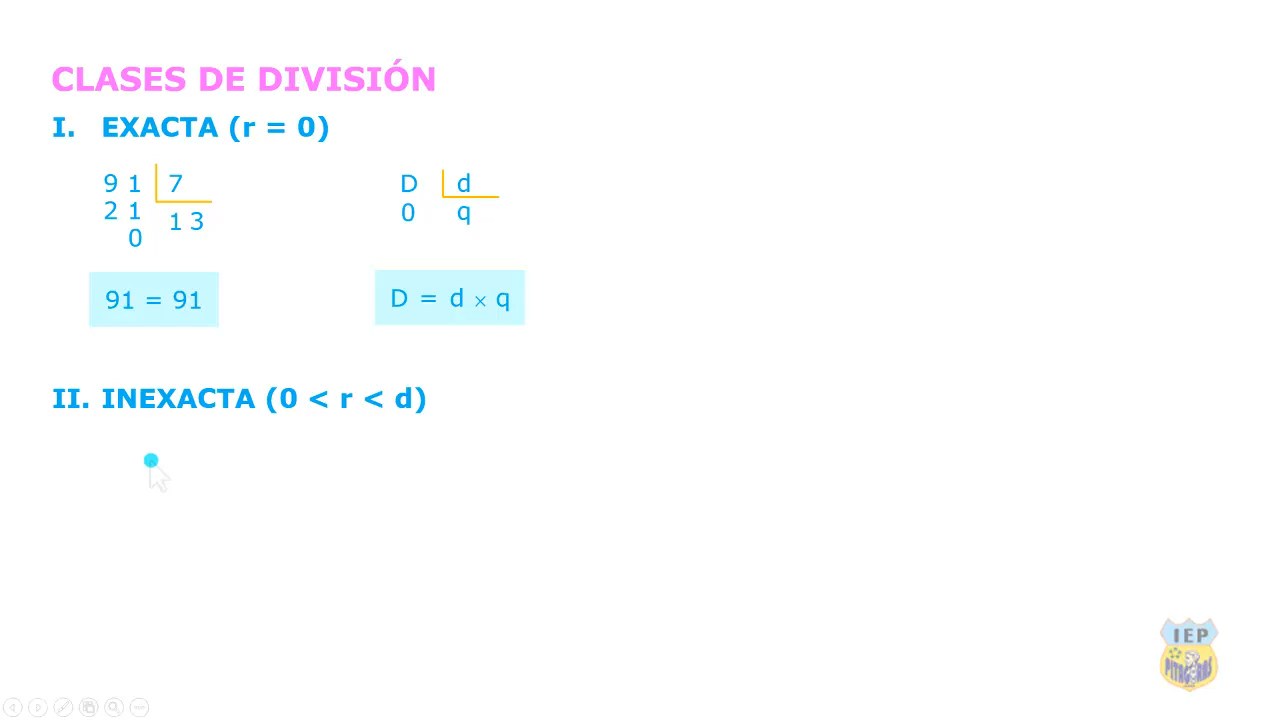 CLASES DE DIVISIÓN
I. EXACTA (r = 0)
9 1 7
2 1 1 3
0
91 = 91
D d
0 q
D = d × q
II. INEXACTA (0 < r < d)
IEP
PITAGORAS